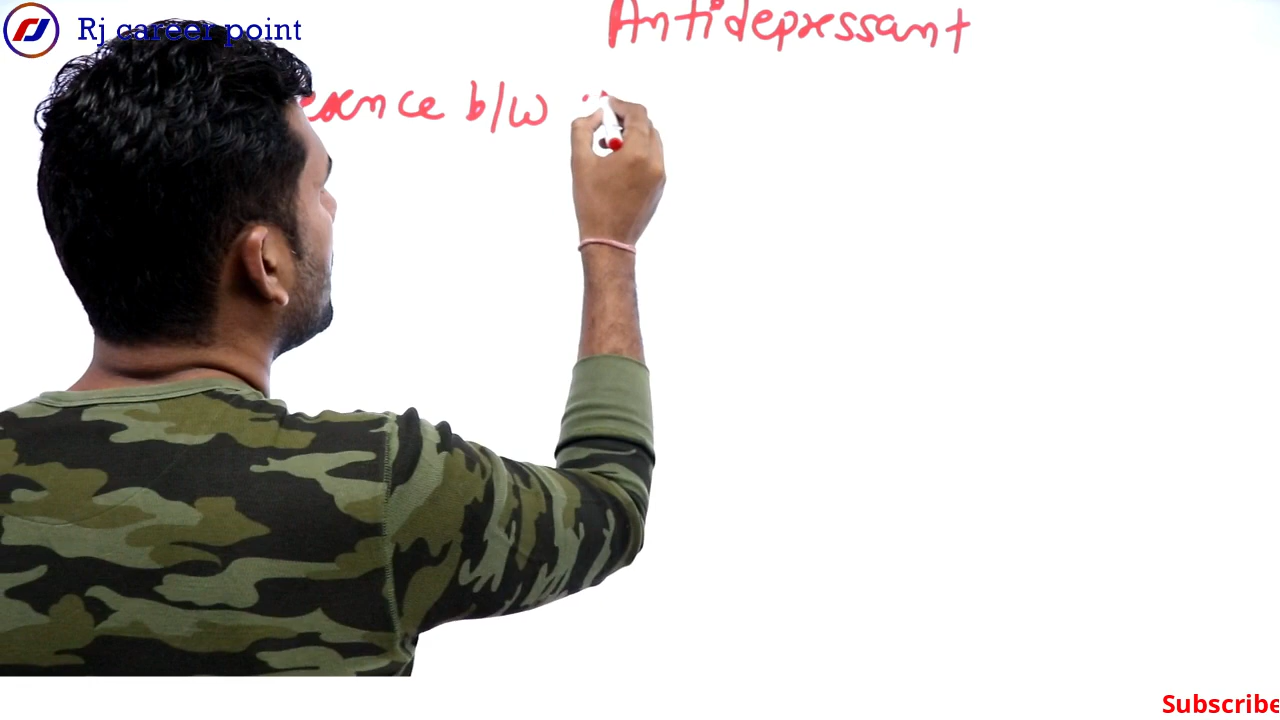 Rj career point
Antidepressant
erence b/w
Subscribe